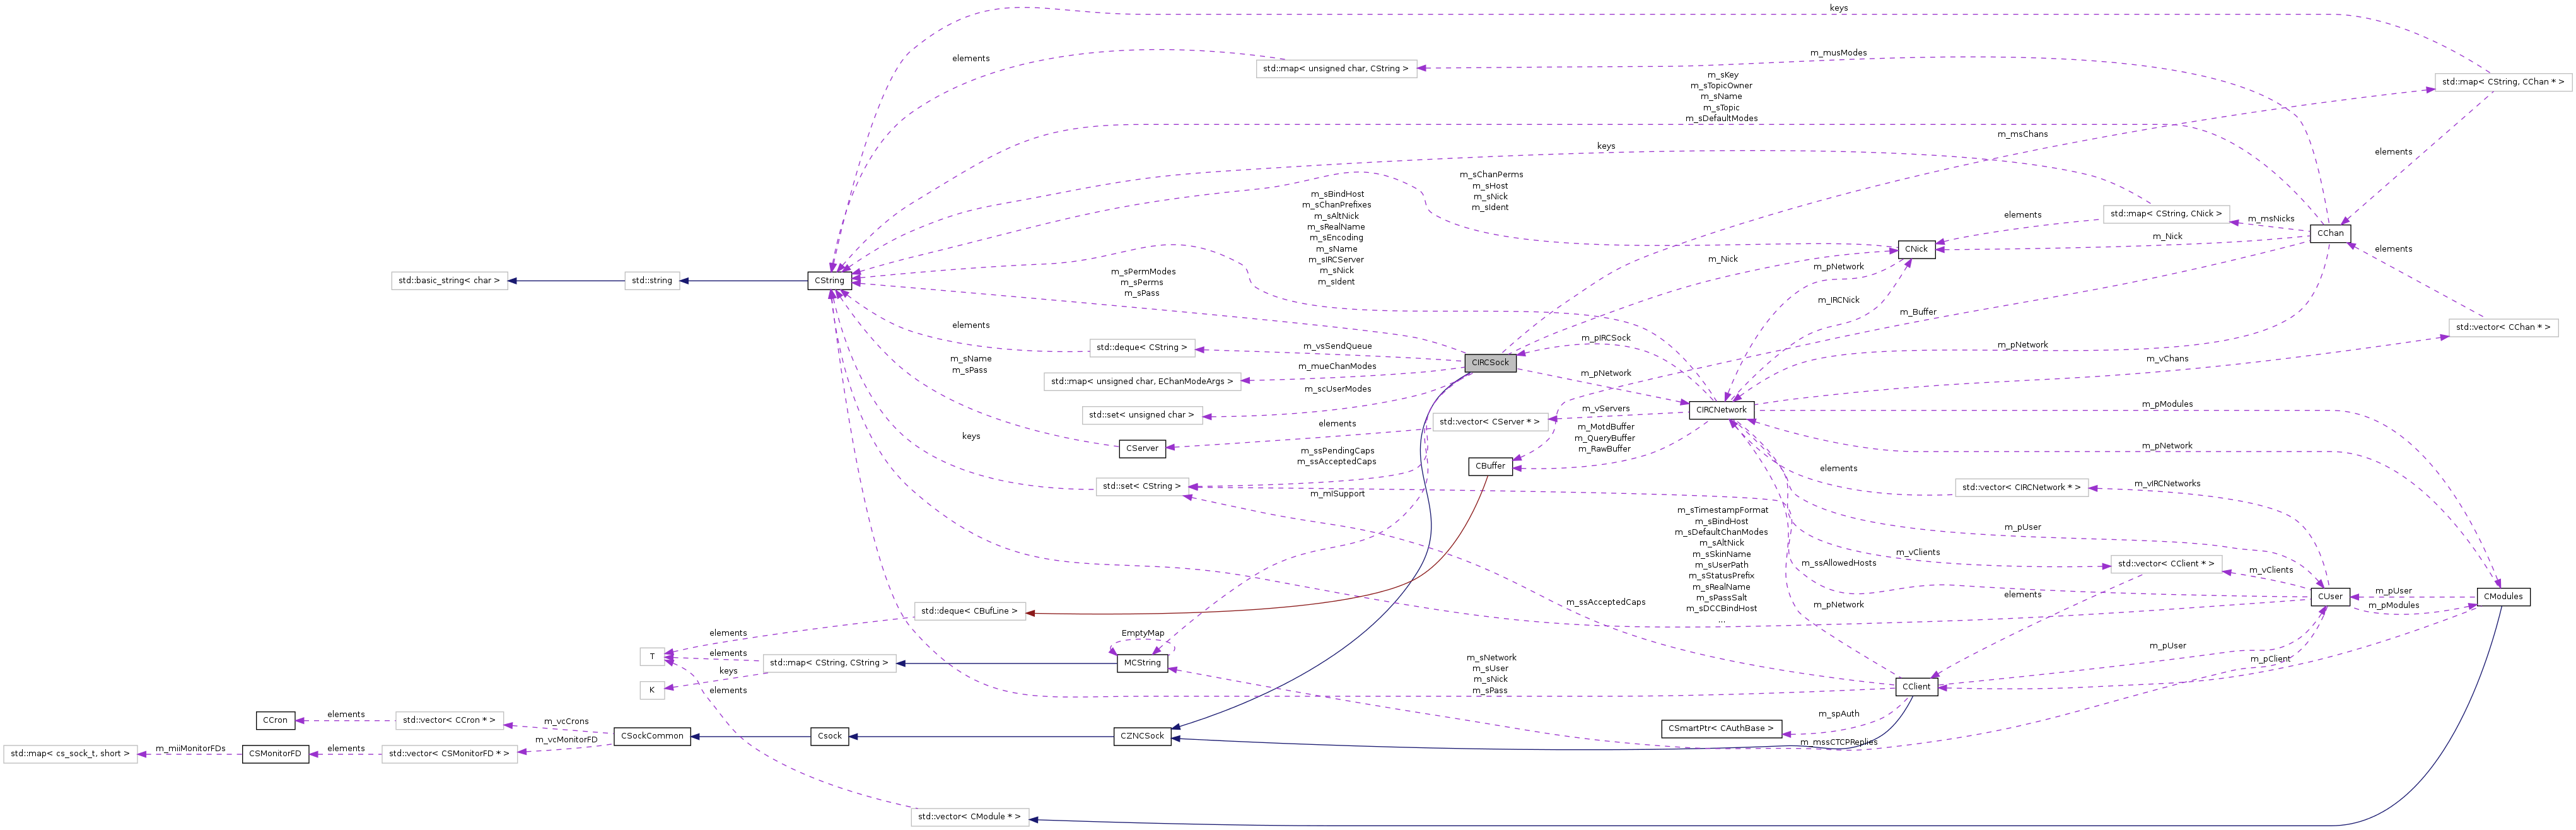 keys
m_musModes
elements
std::map< unsigned char, CString >
std::map< CString, CChan * >
m_sKey
m_sTopicOwner
m_sName
m_sTopic
m_sDefaultModes
m_msChans
keys
elements
m_sChanPerms
m_sHost
m_sNick
m_sIdent
m_sBindHost
m_sChanPrefixes
m_sAltNick
m_sRealName
m_sEncoding
m_sName
m_sIRCServer
m_sNick
m_sIdent
elements
std::map< CString, CNick >
m_msNicks
CChan
m_Nick
CNick
elements
m_Nick
m_pNetwork
std::basic_string< char >
std::string
CString
m_sPermModes
m_sPerms
m_sPass
m_IRCNick
m_Buffer
elements
std::vector< CChan * >
std::deque< CString >
m_vsSendQueue
m_pIRCSock
m_pNetwork
m_vChans
m_sName
m_sPass
CIRCSock
m_mueChanModes
m_pNetwork
std::map< unsigned char, EChanModeArgs >
m_scUserModes
std::set< unsigned char >
m_vServers
CIRCNetwork
m_pModules
elements
std::vector< CServer * >
m_MotdBuffer
m_QueryBuffer
m_RawBuffer
keys
CServer
m_pNetwork
m_ssPendingCaps
m_ssAcceptedCaps
CBuffer
elements
std::set< CString >
m_mISupport
std::vector< CIRCNetwork * >
m_vIRCNetworks
m_sTimestampFormat
m_sBindHost
m_sDefaultChanModes
m_sAltNick
m_sSkinName
m_sUserPath
m_sStatusPrefix
m_sRealName
m_sPassSalt
m_sDCCBindHost
...
m_pUser
m_vClients
m_ssAllowedHosts
std::vector< CClient * >
m_vClients
elements
m_ssAcceptedCaps
m_pNetwork
CUser
m_pUser
m_pModules
CModules
std::deque< CBufLine >
elements
EmptyMap
T
elements
std::map< CString, CString >
MCString
keys
K
elements
m_sNetwork
m_sUser
m_sNick
m_sPass
m_pUser
m_pClient
CClient
CCron
elements
std::vector< CCron * >
m_vcCrons
m_spAuth
CSmartPtr< CAuthBase >
std::map< cs_sock_t, short >
m_miiMonitorFDs
CSMonitorFD
elements
std::vector< CSMonitorFD * >
m_vcMonitorFD
CSockCommon
Csock
CZNCSock
m_mssCTCPReplies
std::vector< CModule * >